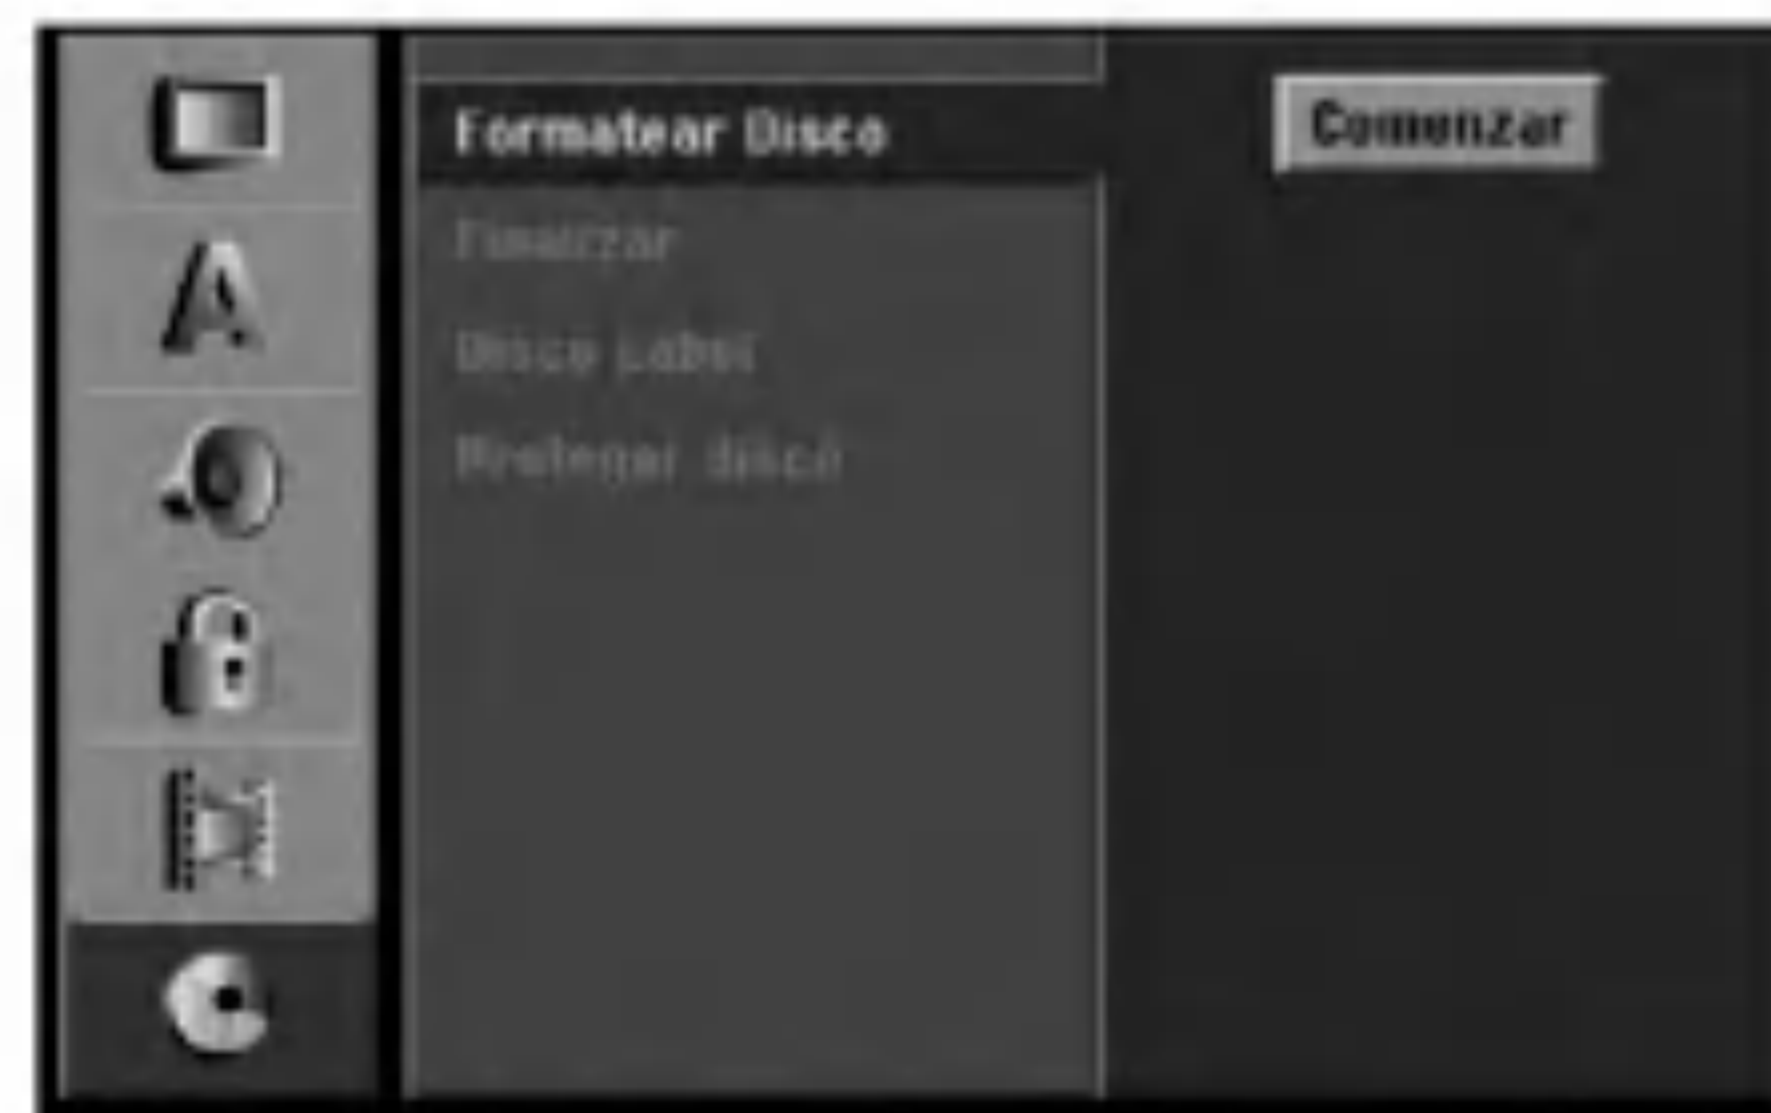 Formatear Disco
Comenzar
Finalizar
Disco Label
Proteger disco